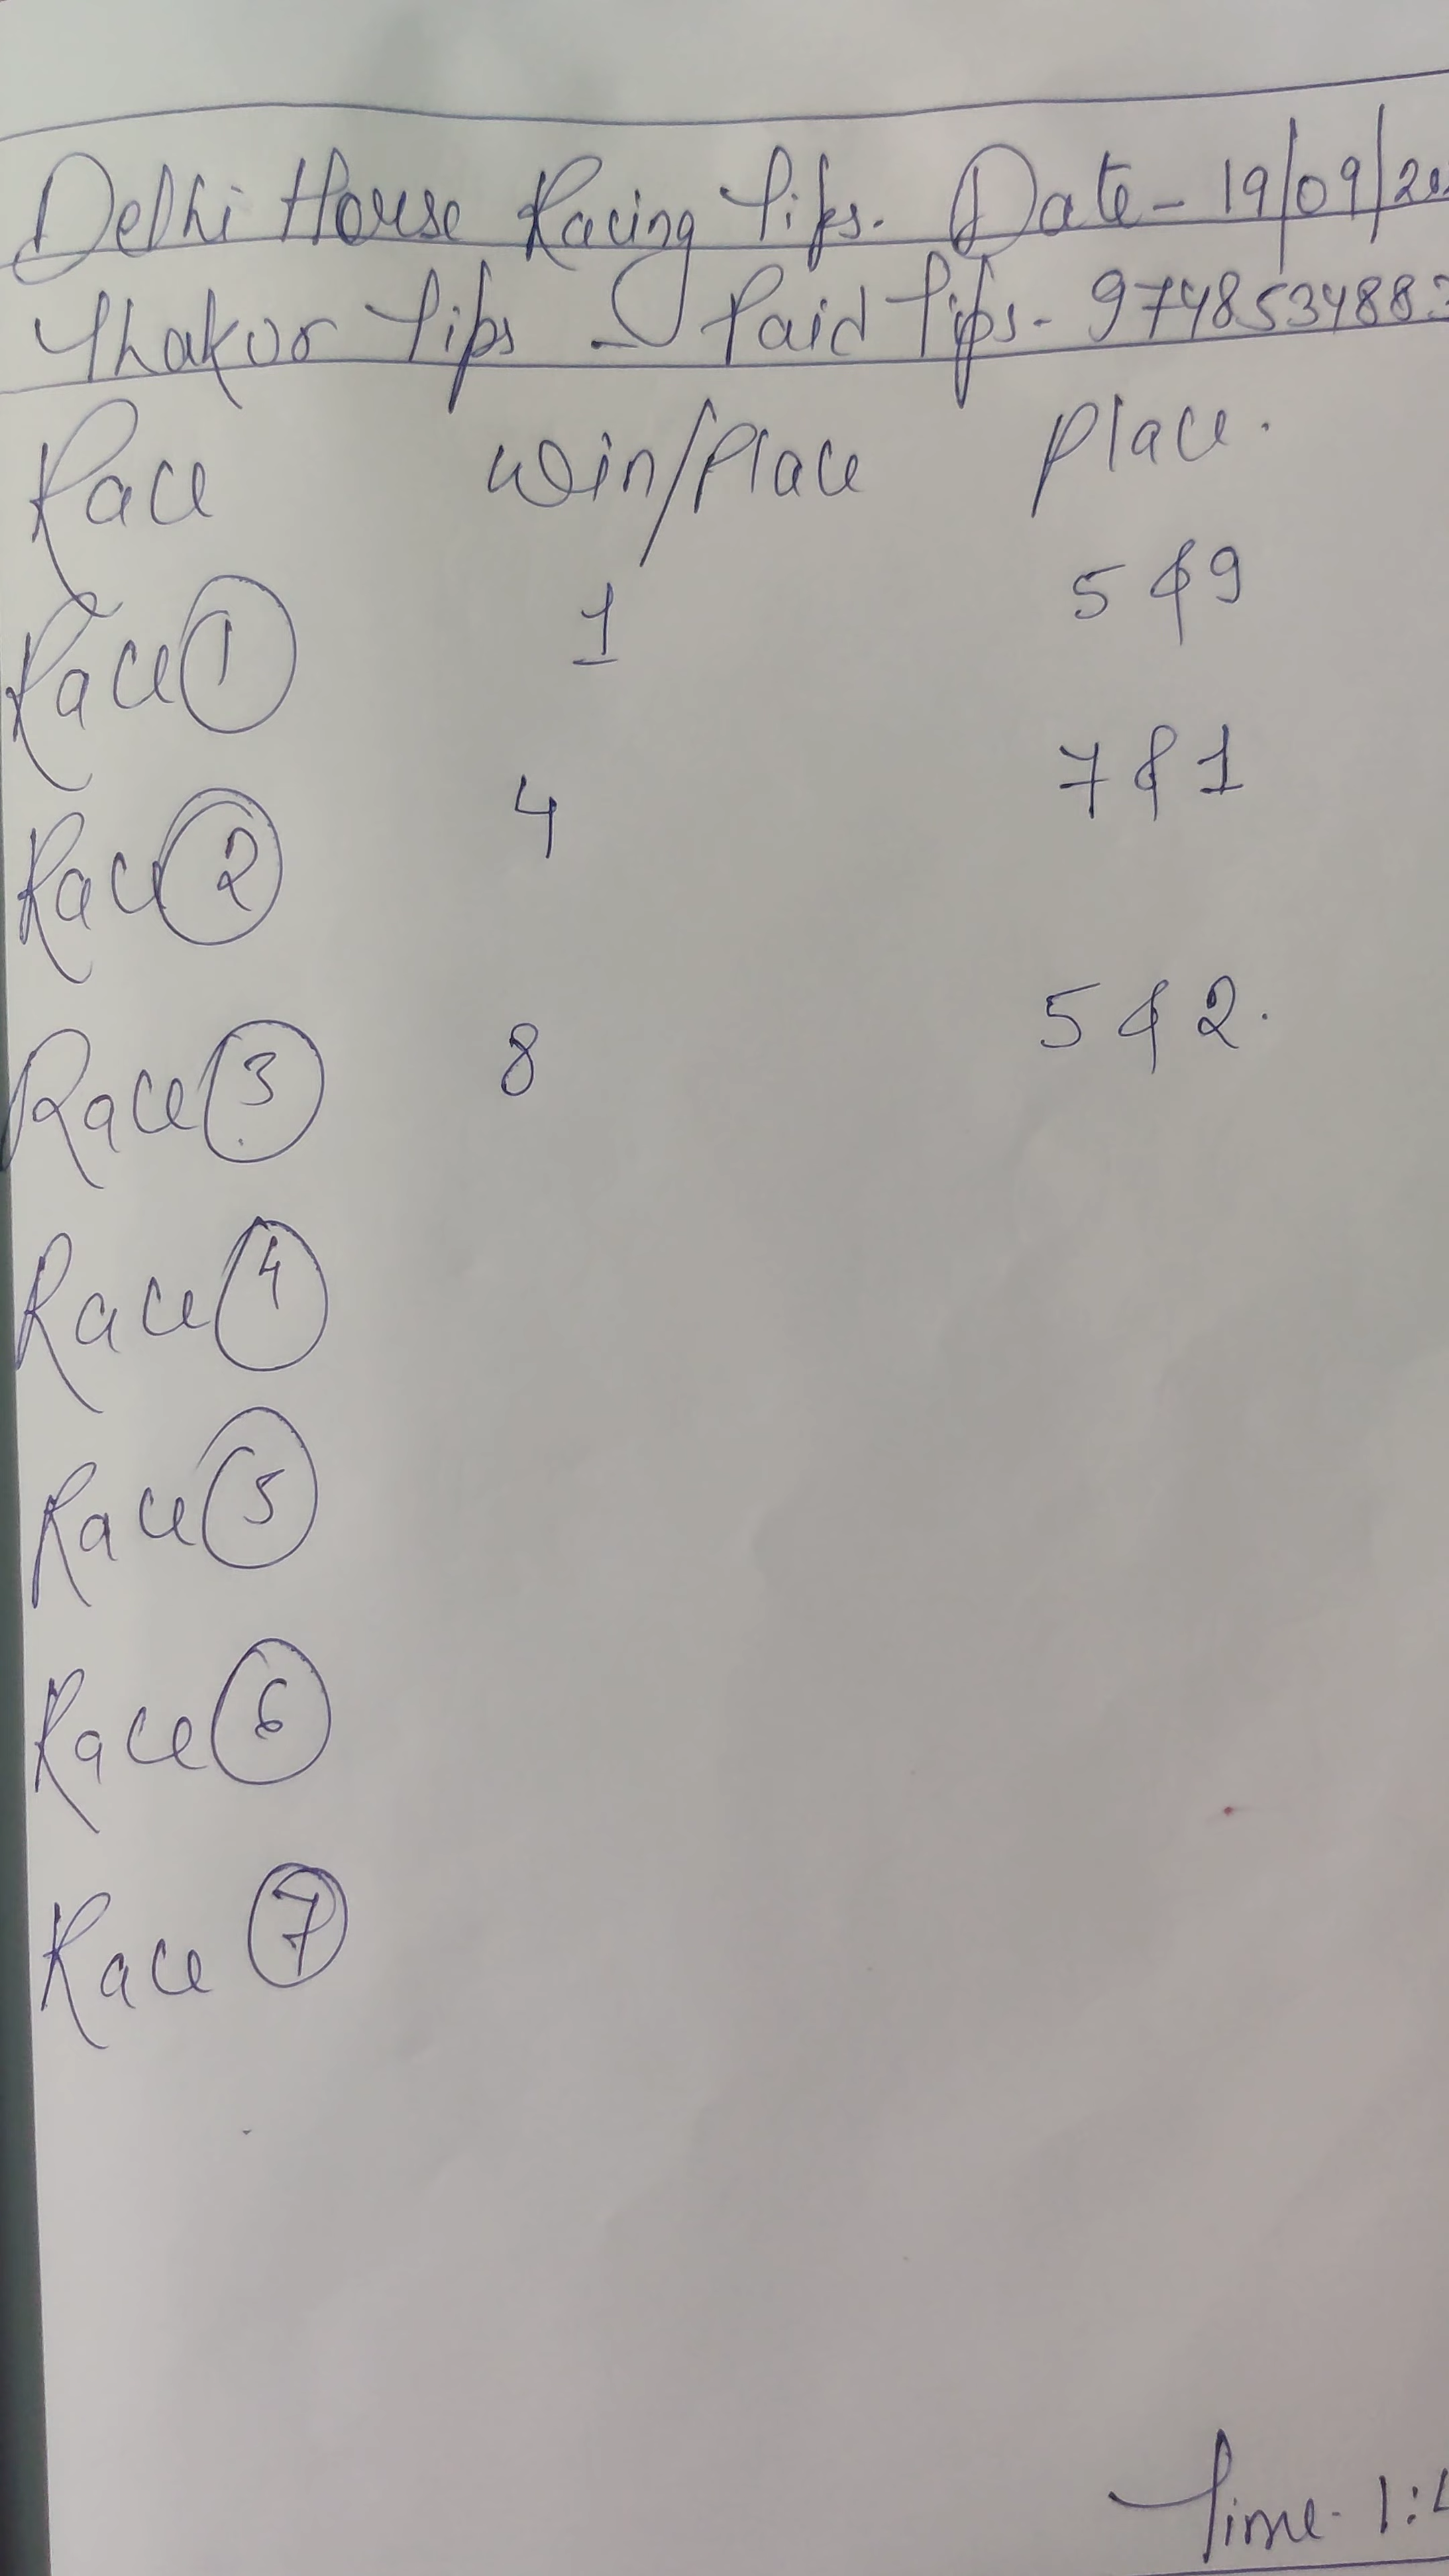 Delhi Horse Racing Tips. Date - 19/09/20
Thakor Tips - Paid Tips - 974853488
Race Win/Place Place.
Race 1 1 5 & 9
Race 2 4 7 & 1
Race 3 8 5 & 2.
Race 4
Race 5
Race 6
Race 7
Time - 1: